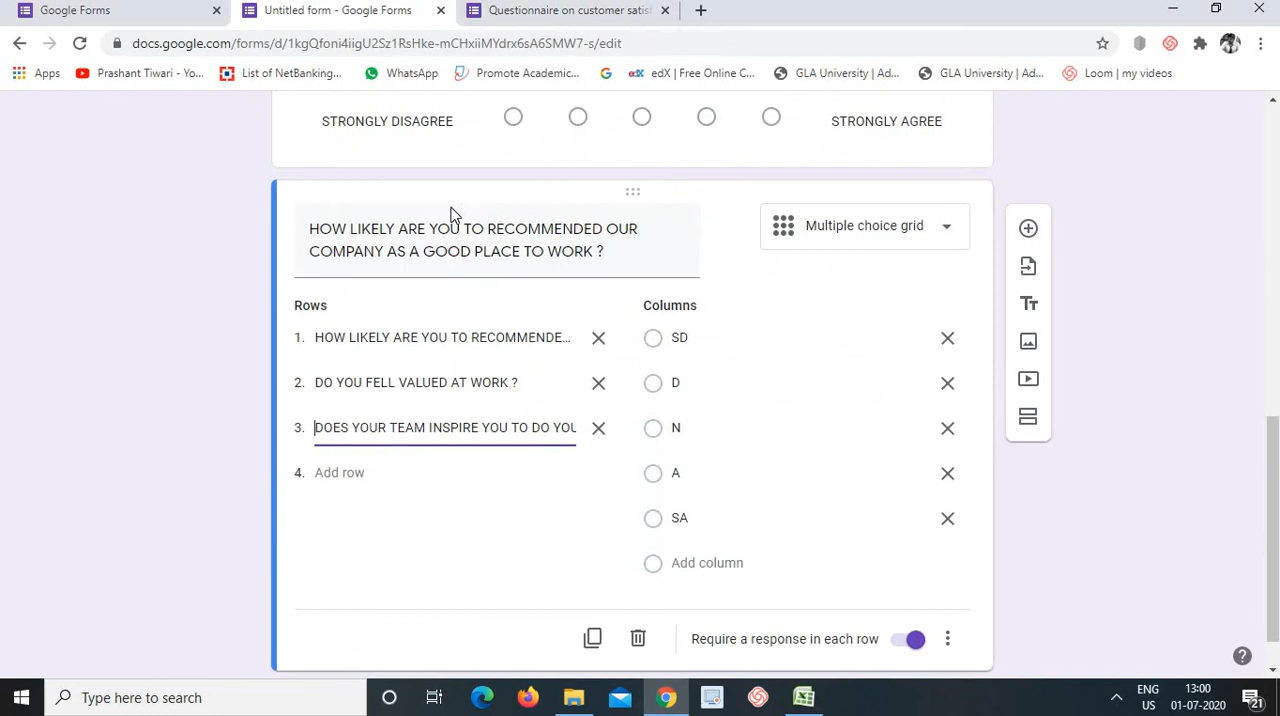 Google Forms
Untitled form - Google Forms
Questionnaire on customer satis
docs.google.com/forms/d/1kgQfoni4iigU2Sz1RsHke-mCHxiiMYdrx6sA6SMW7-s/edit
Apps
Prashant Tiwari - Yo...
List of NetBanking...
WhatsApp
Promote Academic...
edX | Free Online C...
GLA University | Ad...
GLA University | Ad...
Loom | my videos
STRONGLY DISAGREE
STRONGLY AGREE
HOW LIKELY ARE YOU TO RECOMMENDED OUR
COMPANY AS A GOOD PLACE TO WORK ?
Multiple choice grid
Rows
Columns
1. HOW LIKELY ARE YOU TO RECOMMENDE...
SD
2. DO YOU FELL VALUED AT WORK ?
D
3. DOES YOUR TEAM INSPIRE YOU TO DO YOU
N
4. Add row
A
SA
Add column
Require a response in each row
Type here to search
ENG
US
13:00
01-07-2020
21